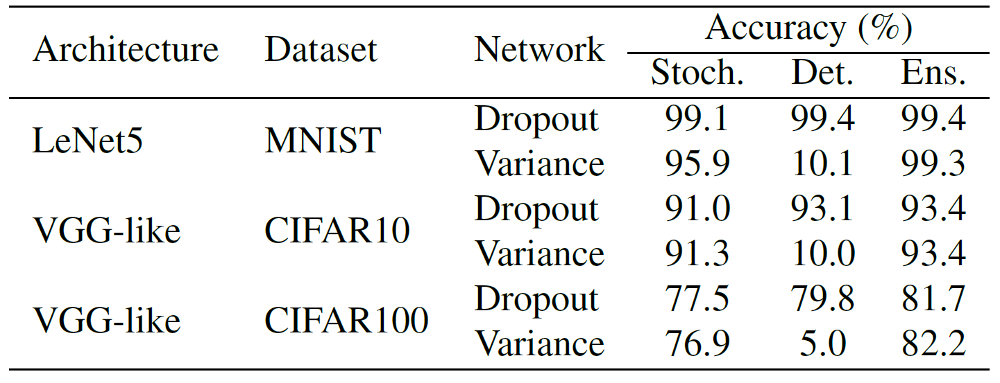 Architecture Dataset Network Accuracy (%)
Stoch. Det. Ens.
LeNet5 MNIST Dropout 99.1 99.4 99.4
Variance 95.9 10.1 99.3
VGG-like CIFAR10 Dropout 91.0 93.1 93.4
Variance 91.3 10.0 93.4
VGG-like CIFAR100 Dropout 77.5 79.8 81.7
Variance 76.9 5.0 82.2